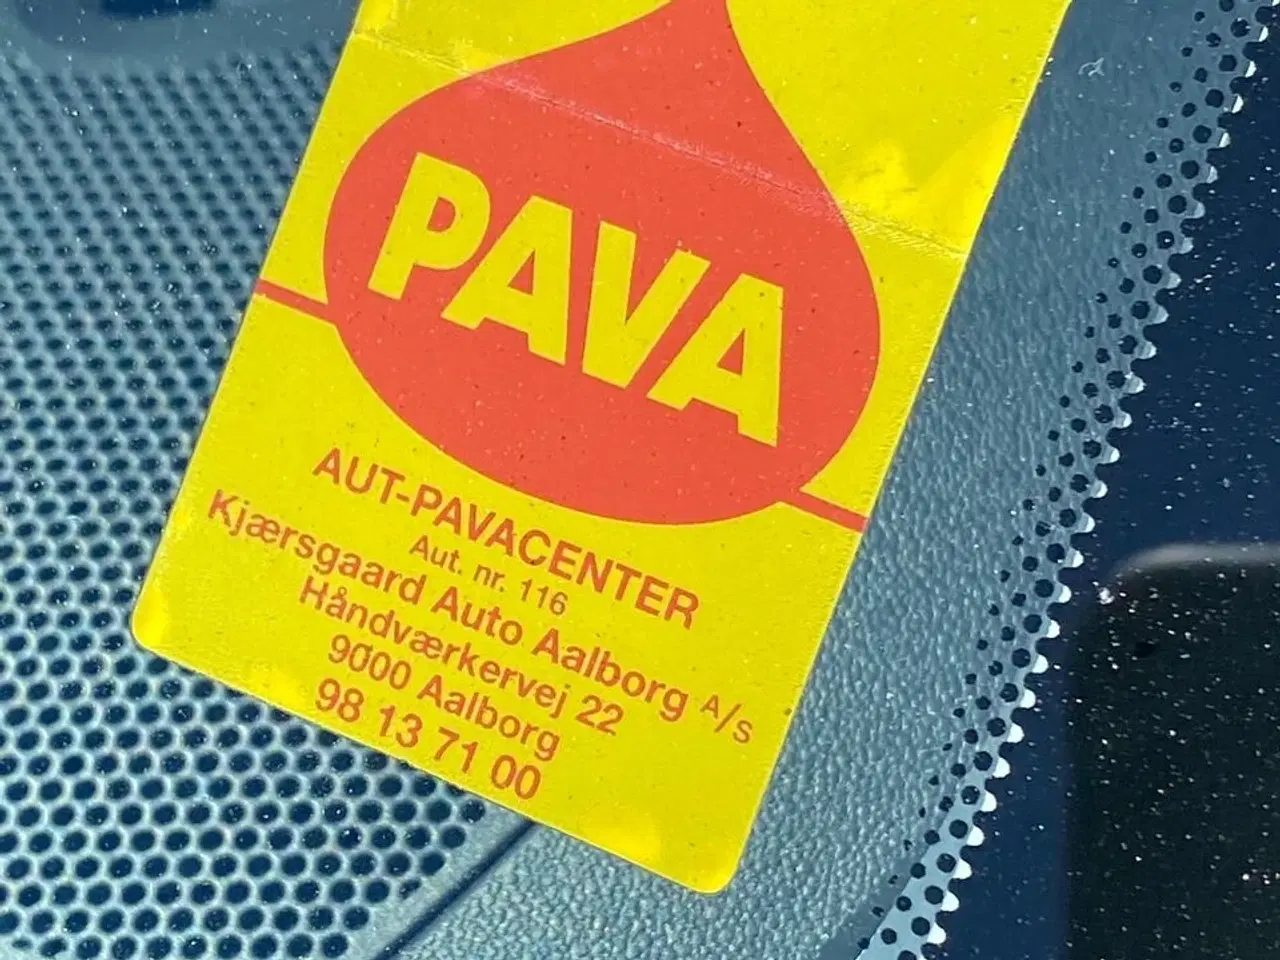 PAVA
AUT-PAVACENTER
Aut. nr. 116
Kjærsgaard Auto Aalborg A/s
Håndværkervej 22
9000 Aalborg
98 13 71 00